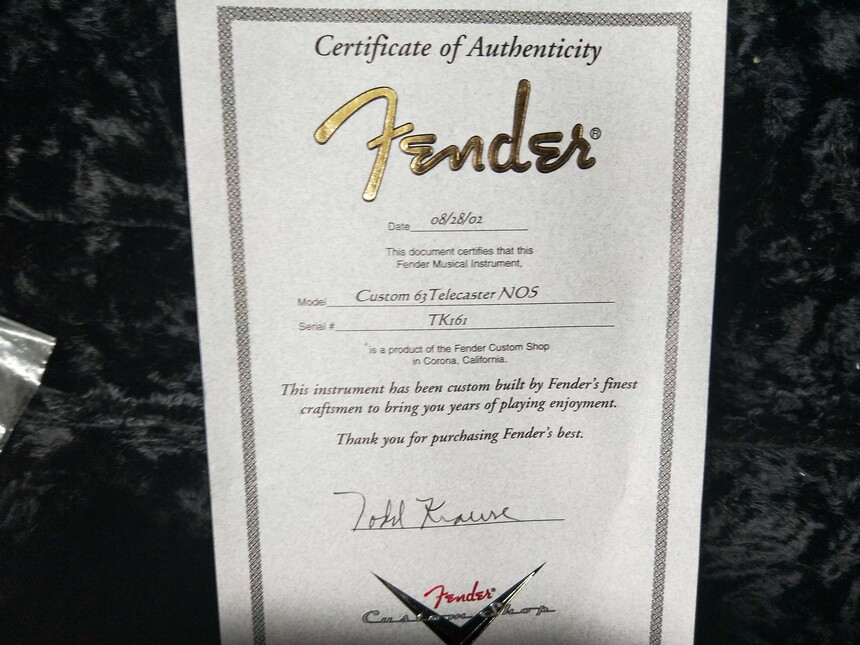 Certificate of Authenticity
Fender®
Date 08/28/02
This document certifies that this
Fender Musical Instrument,
Model Custom 63 Telecaster NOS
Serial # TK161
is a product of the Fender Custom Shop
in Corona, California.
This instrument has been custom built by Fender's finest
craftsmen to bring you years of playing enjoyment.
Thank you for purchasing Fender's best.
Todd Krause
Fender®
Custom Shop